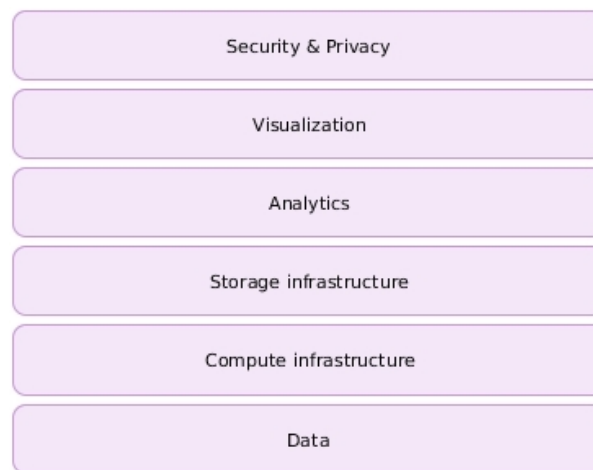 Security & Privacy
Visualization
Analytics
Storage infrastructure
Compute infrastructure
Data